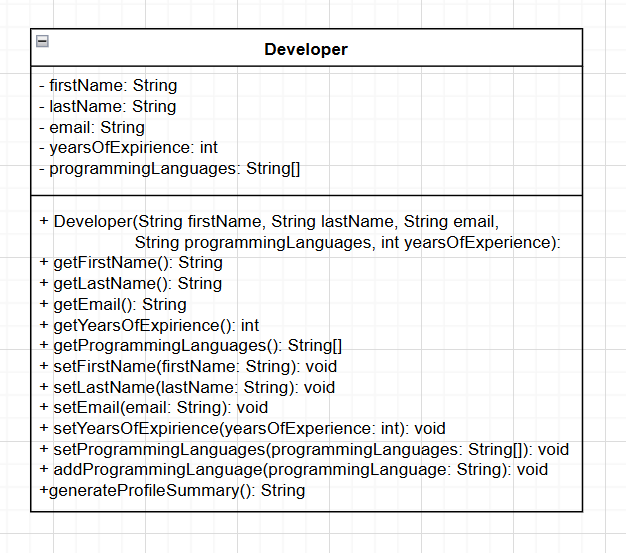 Developer
- firstName: String
- lastName: String
- email: String
- yearsOfExpirience: int
- programmingLanguages: String[]
+ Developer(String firstName, String lastName, String email,
String programmingLanguages, int yearsOfExperience):
+ getFirstName(): String
+ getLastName(): String
+ getEmail(): String
+ getYearsOfExpirience(): int
+ getProgrammingLanguages(): String[]
+ setFirstName(firstName: String): void
+ setLastName(lastName: String): void
+ setEmail(email: String): void
+ setYearsOfExpirience(yearsOfExperience: int): void
+ setProgrammingLanguages(programmingLanguages: String[]): void
+ addProgrammingLanguage(programmingLanguage: String): void
+generateProfileSummary(): String